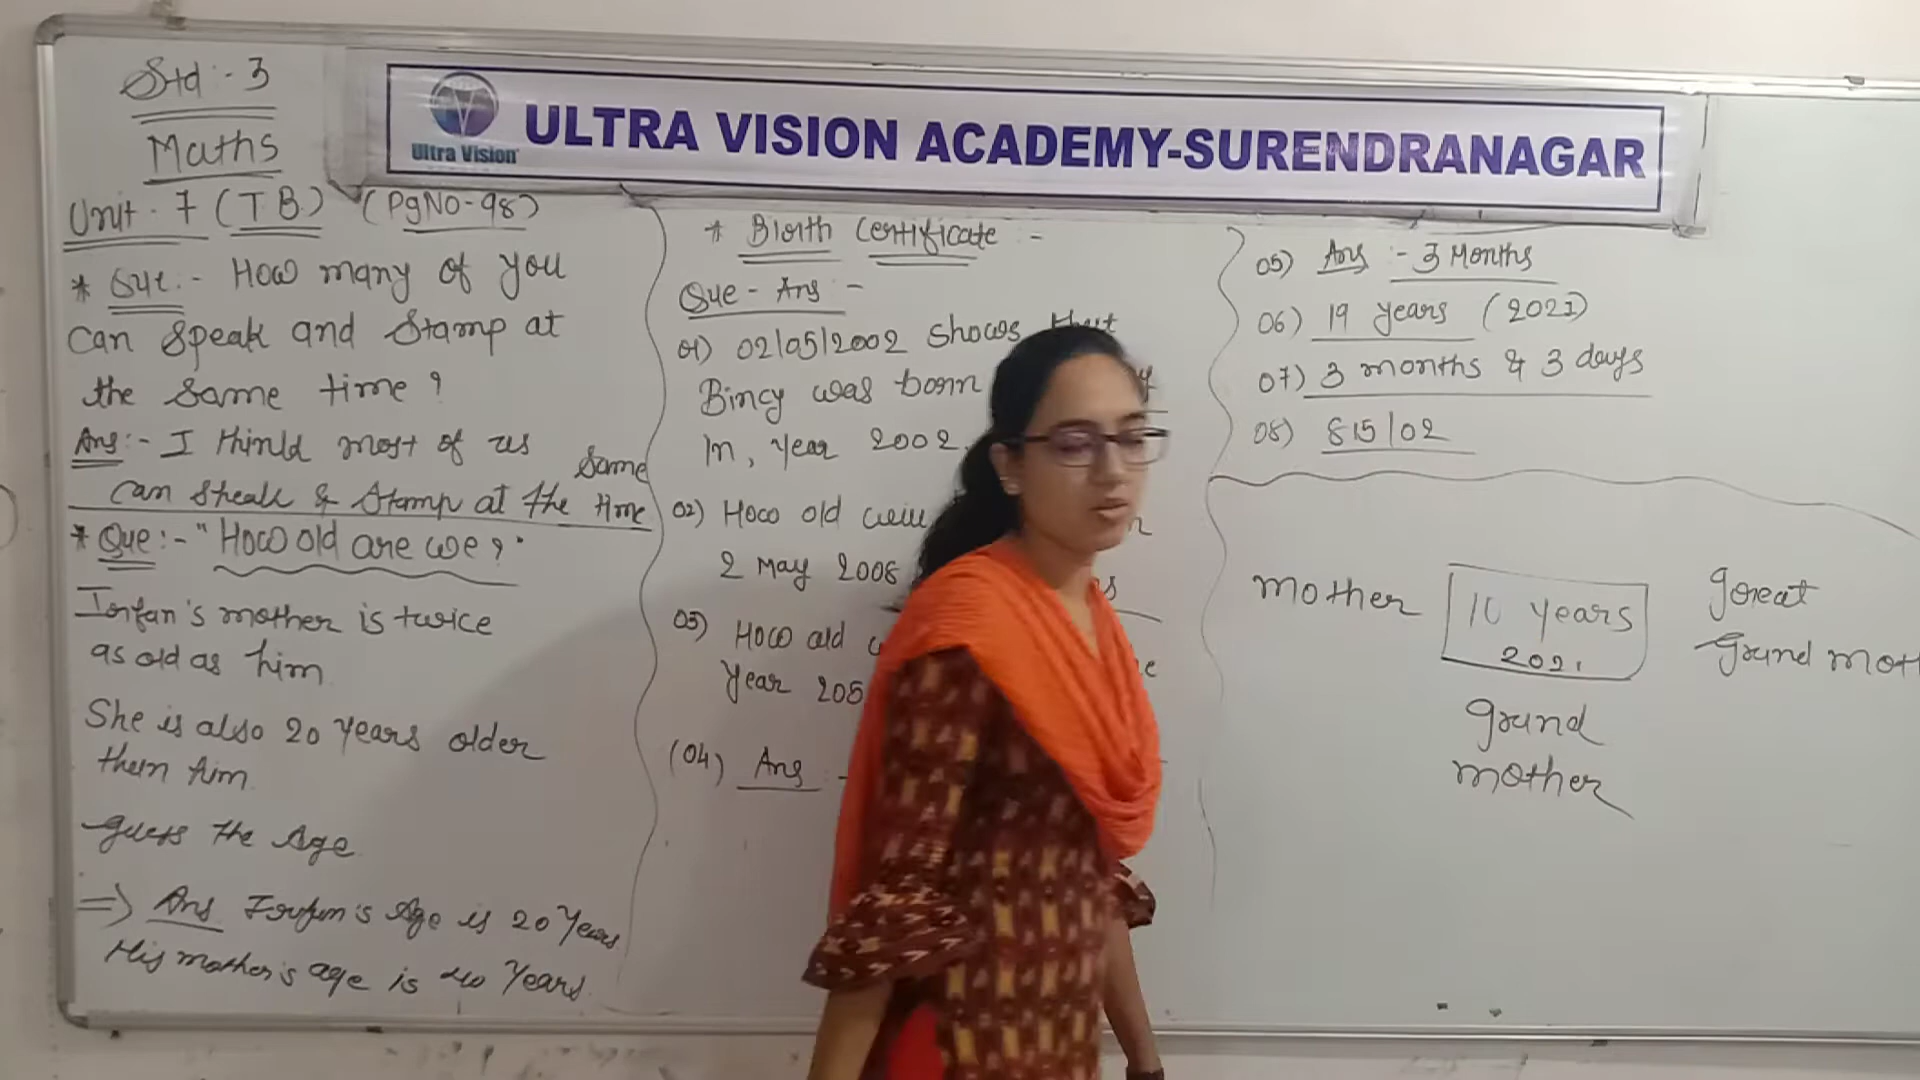 Std :- 3
Maths
Unit - 7 (T.B.) (PgNO-98)
* Que :- How many of you
can speak and stamp at
the same time ?
Ans :- I think most of us
can speak & stamp at the same time
* Que :- "How old are we ?"
Irfan's mother is twice
as old as him
She is also 20 years older
then him.
guess the Age
=> Ans Irfan's Age is 20 Years
His mother's age is 40 Years.
Ultra Vision
ULTRA VISION ACADEMY-SURENDRANAGAR
* Birth Certificate :-
Que - Ans -
01) 02/05/2002 shows that
Bincy was born
In, year 2002.
02) How old will
2 May 2008
03) How old
Year 205
(04) Ans :-
05) Ans :- 3 Months
06) 19 years (2021)
07) 3 months & 3 days
08) 815/02
mother
10 years
2021
great
Grand mot
grand
mother